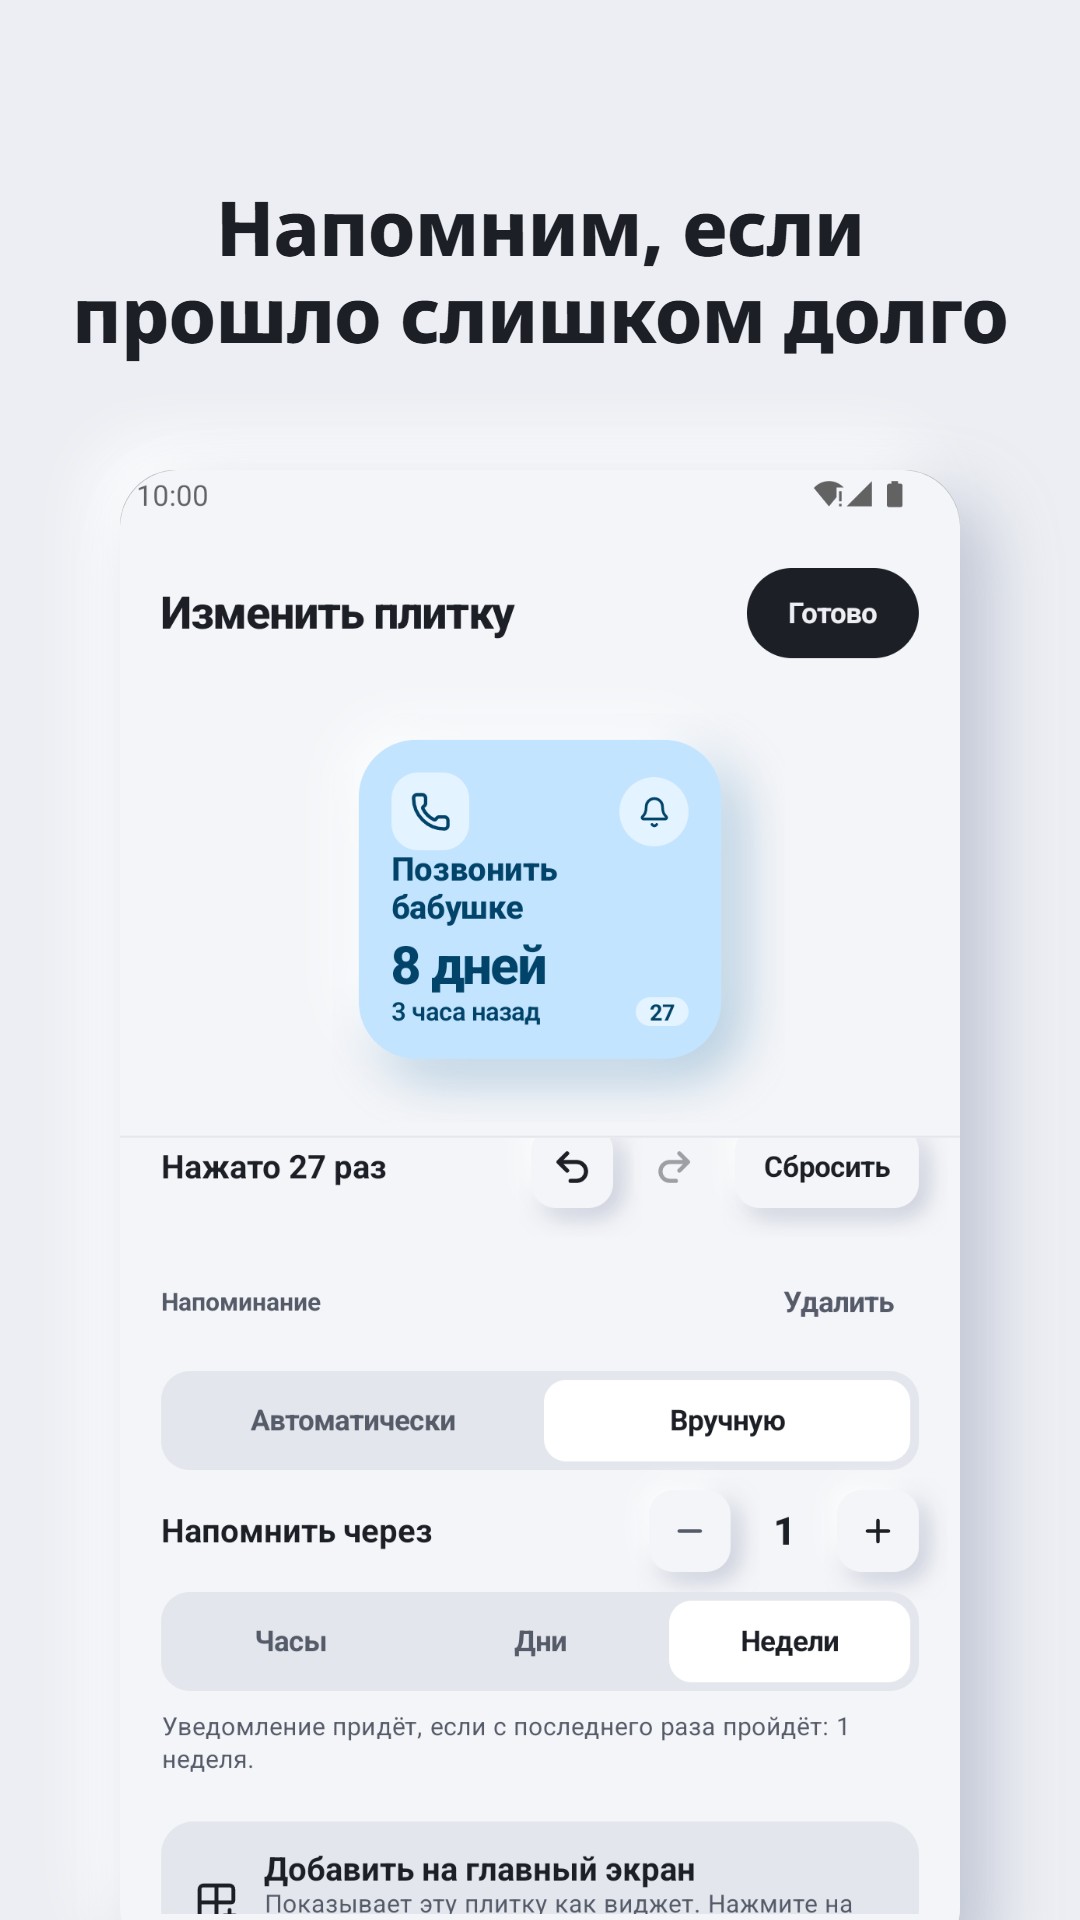 Напомним, если
прошло слишком долго
10:00
Изменить плитку
Готово
Позвонить
бабушке
8 дней
3 часа назад
27
Нажато 27 раз
Сбросить
Напоминание
Удалить
Автоматически
Вручную
Напомнить через
1
Часы
Дни
Недели
Уведомление придёт, если с последнего раза пройдёт: 1
неделя.
Добавить на главный экран
Показывает эту плитку как виджет. Нажмите на